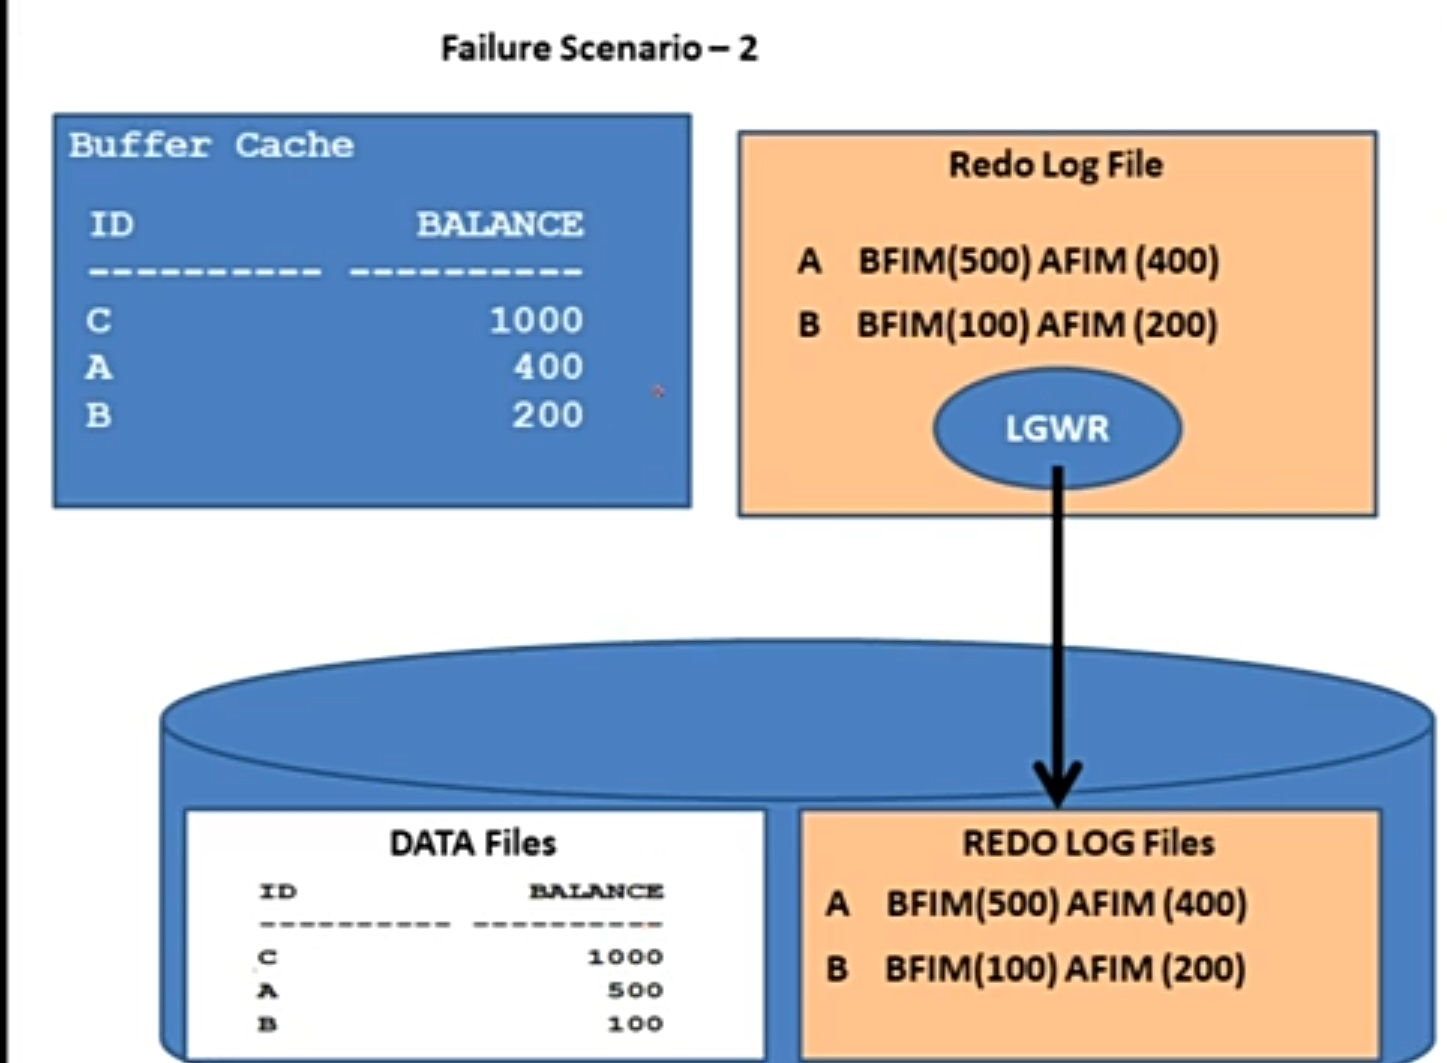 Failure Scenario – 2
Buffer Cache
ID BALANCE
---------- ----------
C 1000
A 400
B 200
Redo Log File
A BFIM(500) AFIM (400)
B BFIM(100) AFIM (200)
LGWR
DATA Files
ID BALANCE
---------- ----------
C 1000
A 500
B 100
REDO LOG Files
A BFIM(500) AFIM (400)
B BFIM(100) AFIM (200)